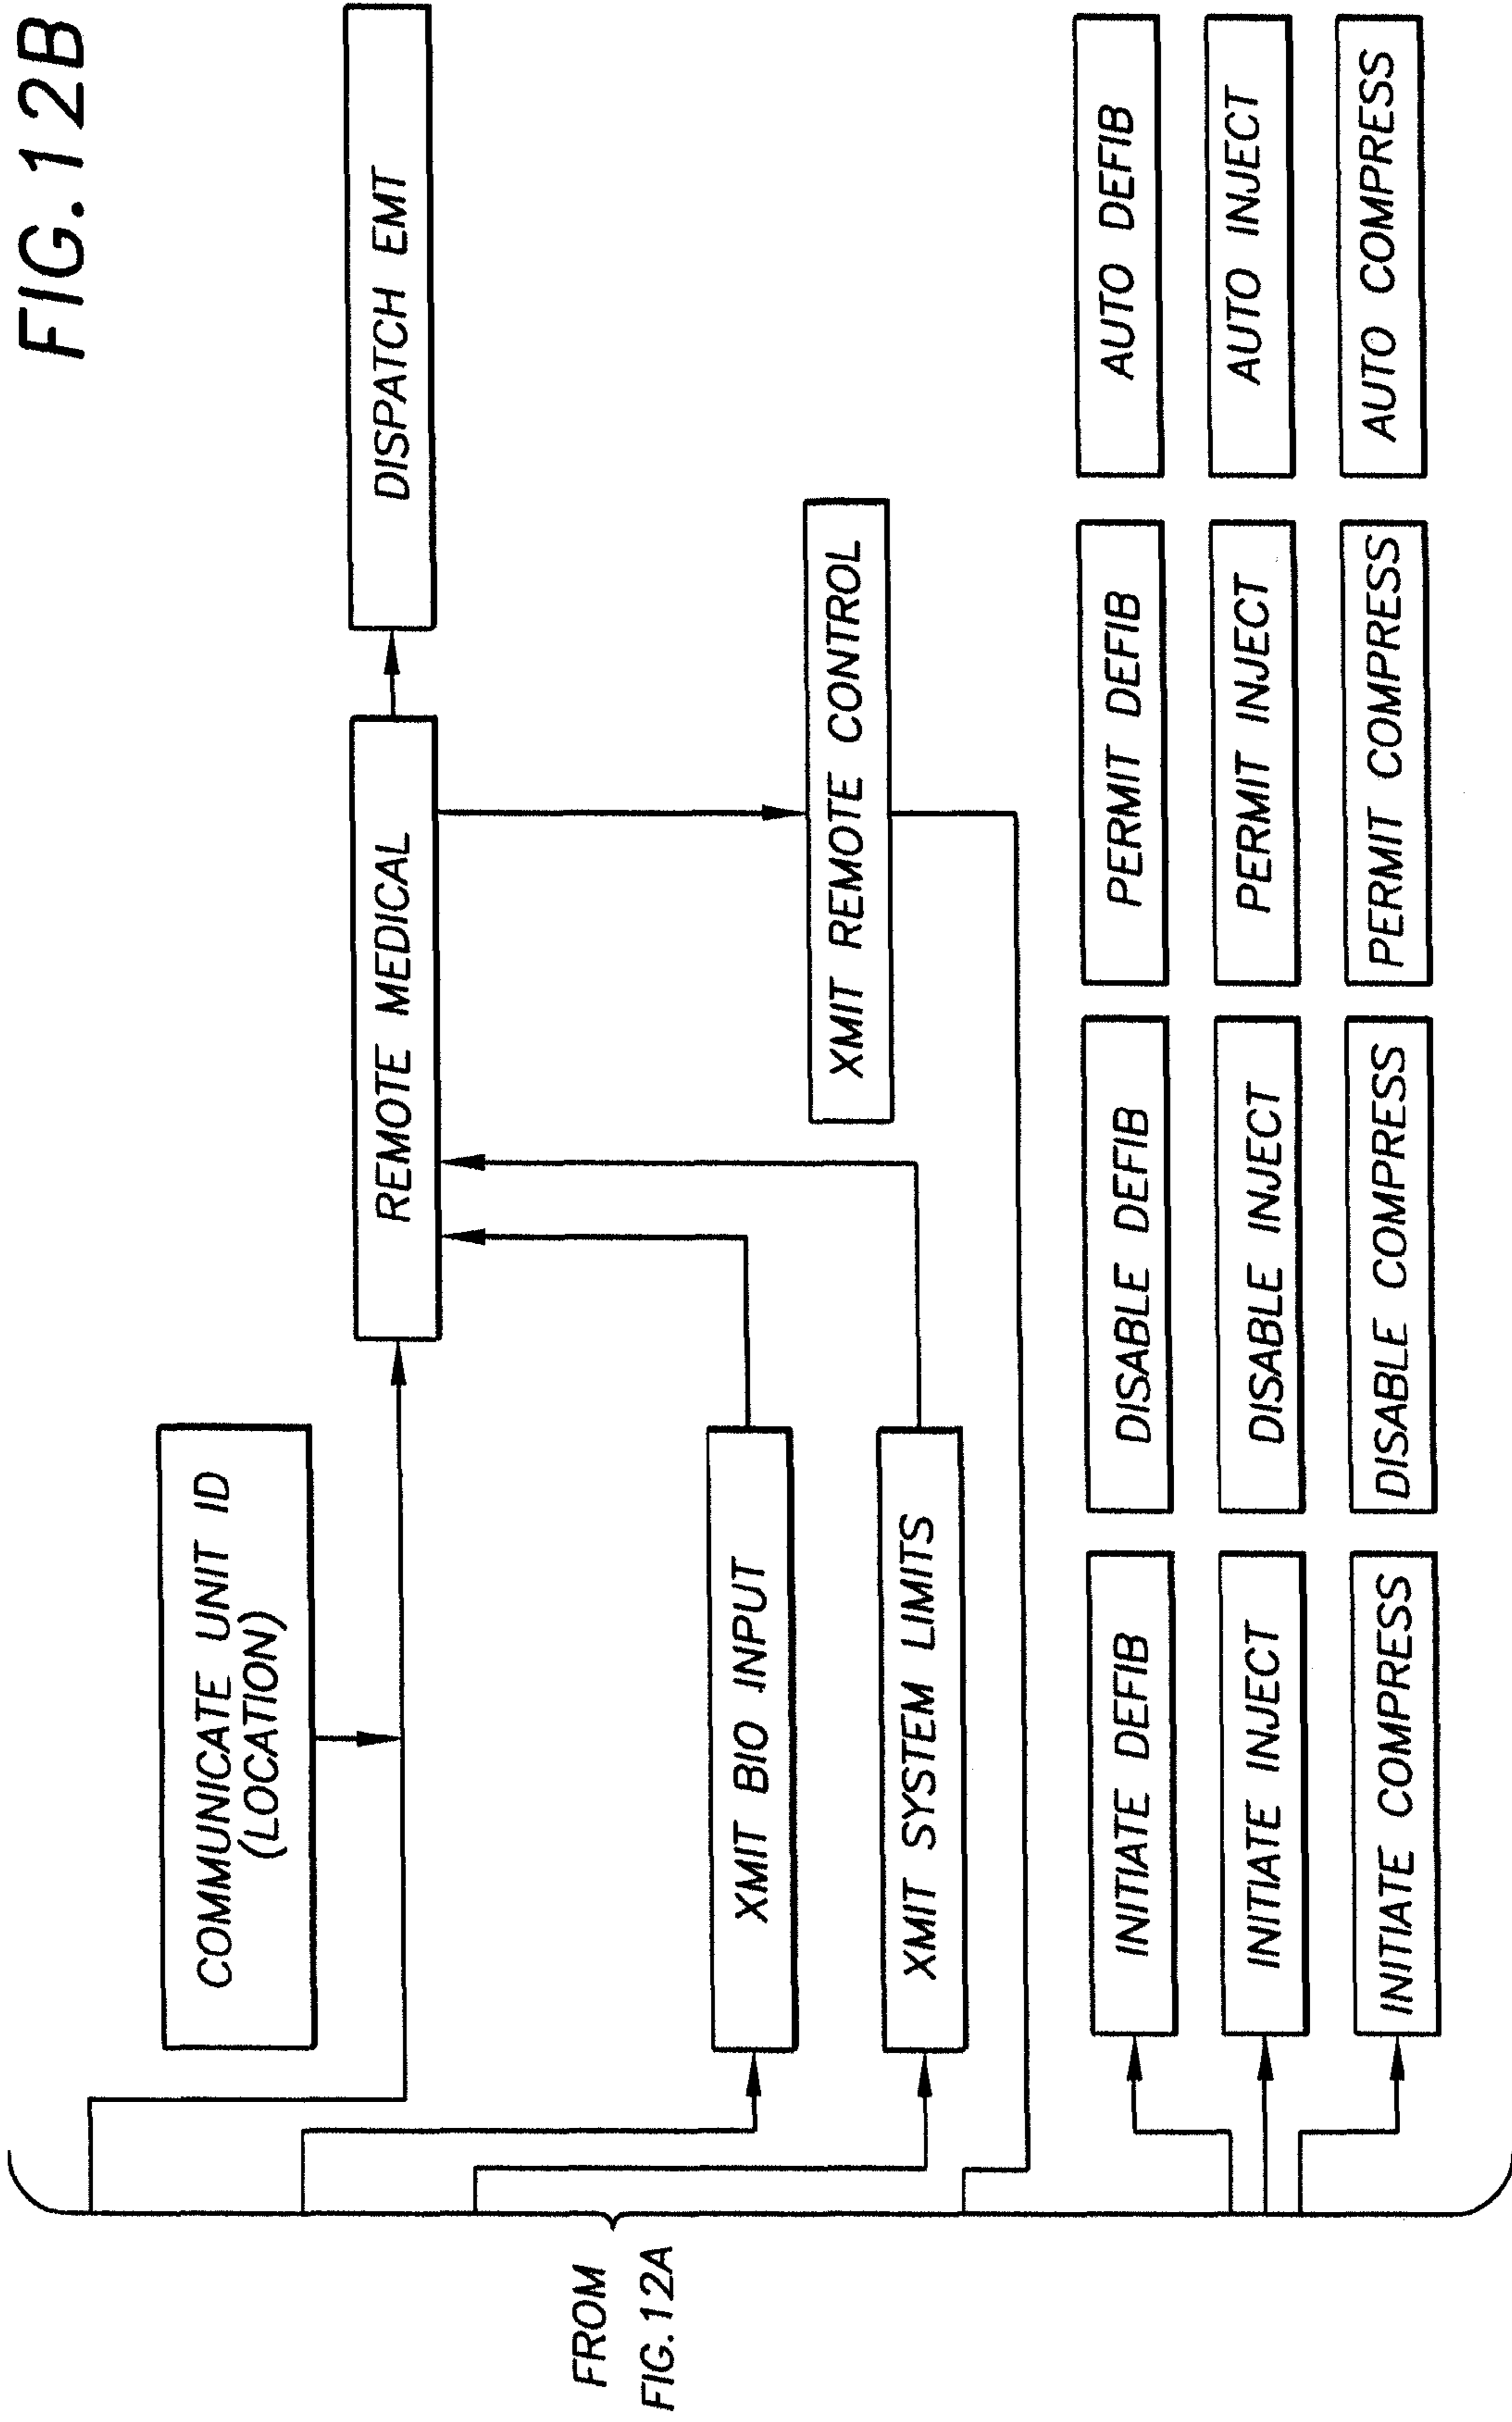 FIG. 12B
COMMUNICATE UNIT ID
(LOCATION)
REMOTE MEDICAL
DISPATCH EMT
XMIT BIO INPUT
XMIT REMOTE CONTROL
XMIT SYSTEM LIMITS
FROM
FIG. 12A
INITIATE DEFIB
DISABLE DEFIB
PERMIT DEFIB
AUTO DEFIB
INITIATE INJECT
DISABLE INJECT
PERMIT INJECT
AUTO INJECT
INITIATE COMPRESS
DISABLE COMPRESS
PERMIT COMPRESS
AUTO COMPRESS